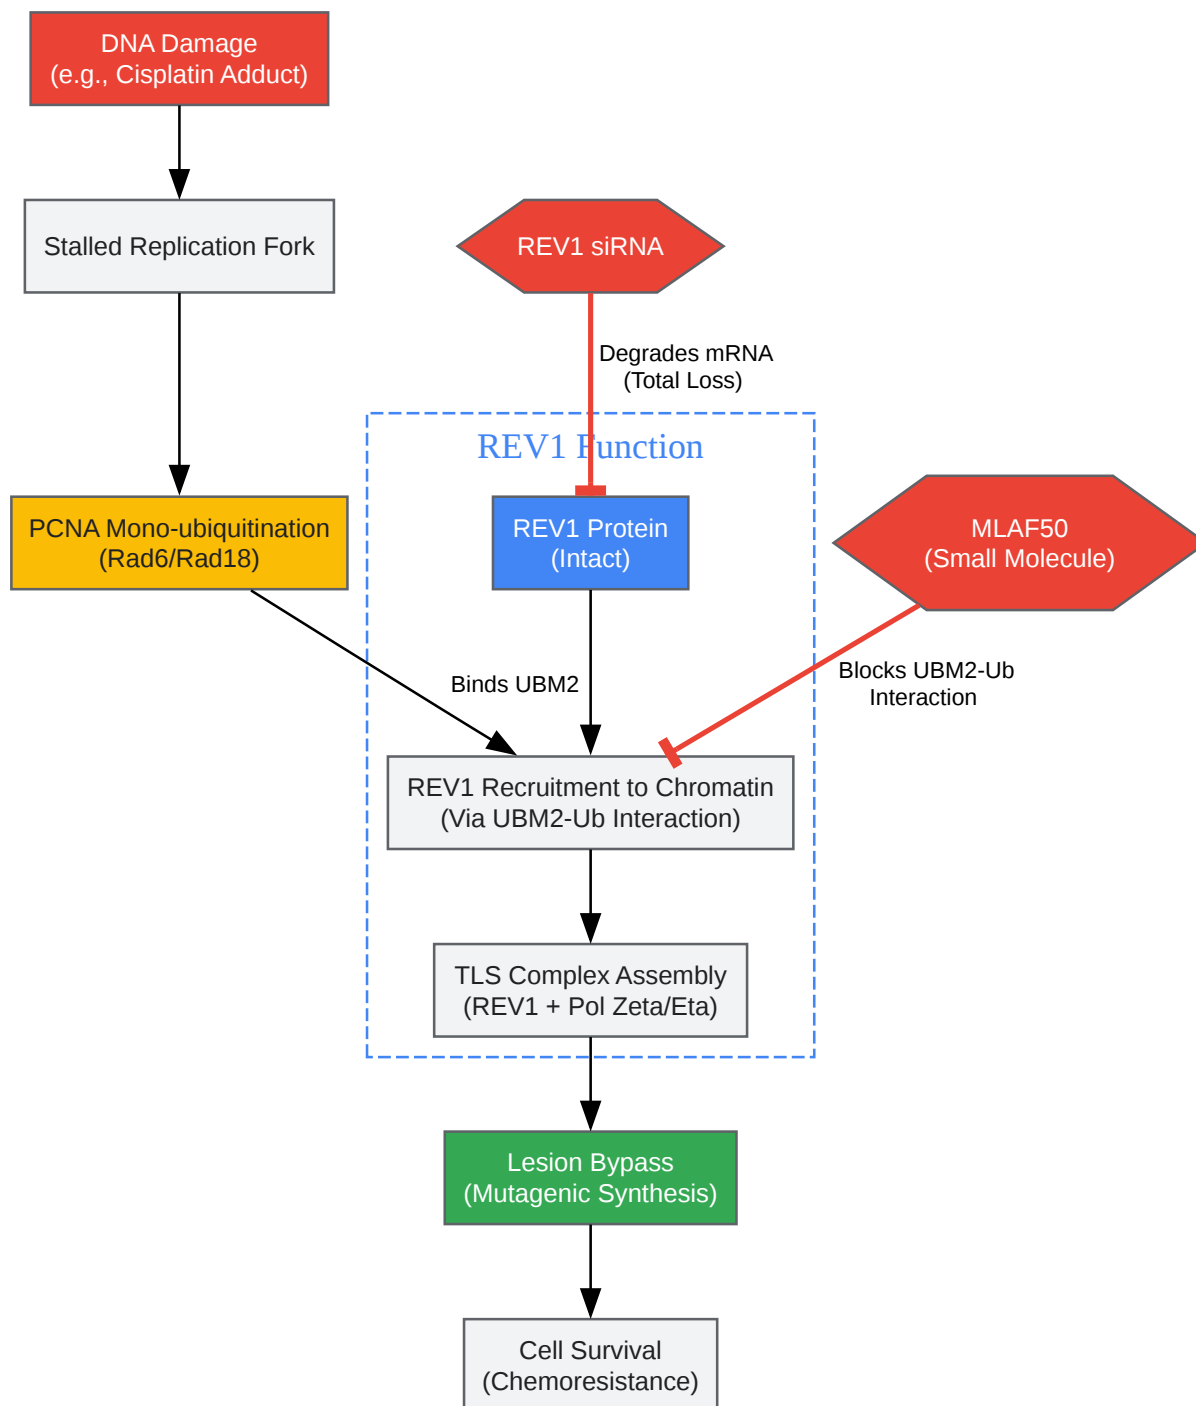 DNA Damage
(e.g., Cisplatin Adduct)
Stalled Replication Fork
REV1 siRNA
Degrades mRNA
(Total Loss)
REV1 Function
PCNA Mono-ubiquitination
(Rad6/Rad18)
REV1 Protein
(Intact)
MLAF50
(Small Molecule)
Binds UBM2
Blocks UBM2-Ub
Interaction
REV1 Recruitment to Chromatin
(Via UBM2-Ub Interaction)
TLS Complex Assembly
(REV1 + Pol Zeta/Eta)
Lesion Bypass
(Mutagenic Synthesis)
Cell Survival
(Chemoresistance)